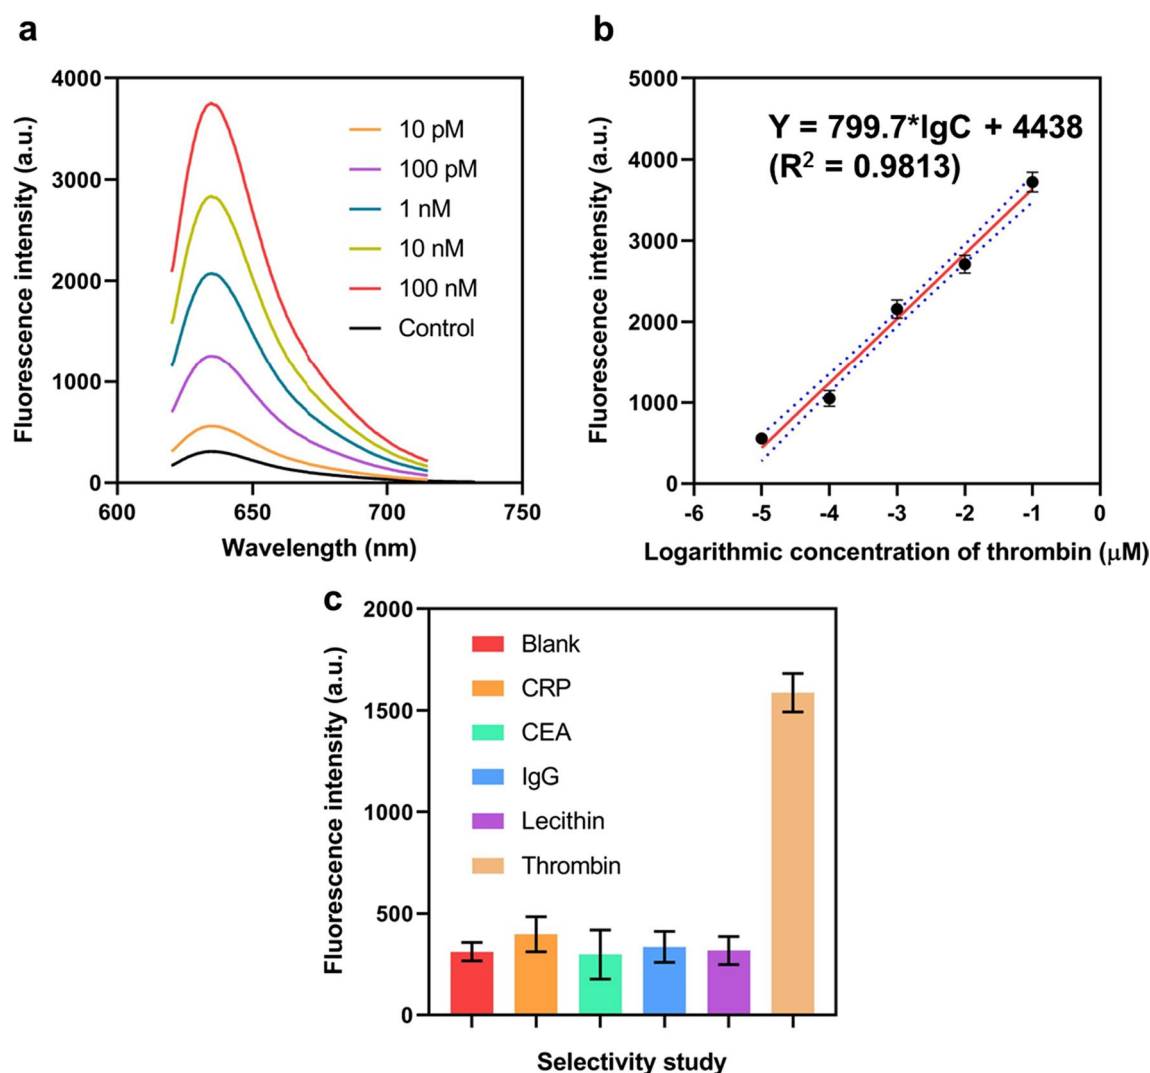 a
Fluorescence intensity (a.u.)
4000
3000
2000
1000
0
600
650
700
750
Wavelength (nm)
10 pM
100 pM
1 nM
10 nM
100 nM
Control
b
Fluorescence intensity (a.u.)
5000
4000
3000
2000
1000
0
-6
-5
-4
-3
-2
-1
0
Logarithmic concentration of thrombin (μM)
Y = 799.7*lgC + 4438
(R² = 0.9813)
c
Fluorescence intensity (a.u.)
2000
1500
1000
500
0
Blank
CRP
CEA
IgG
Lecithin
Thrombin
Selectivity study